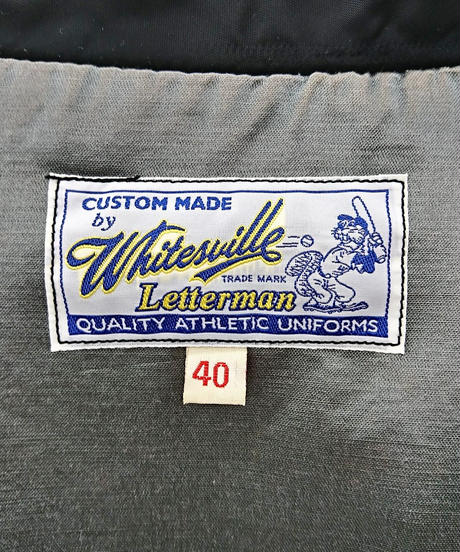 CUSTOM MADE
by
Whitesville
TRADE MARK
Letterman
QUALITY ATHLETIC UNIFORMS
40